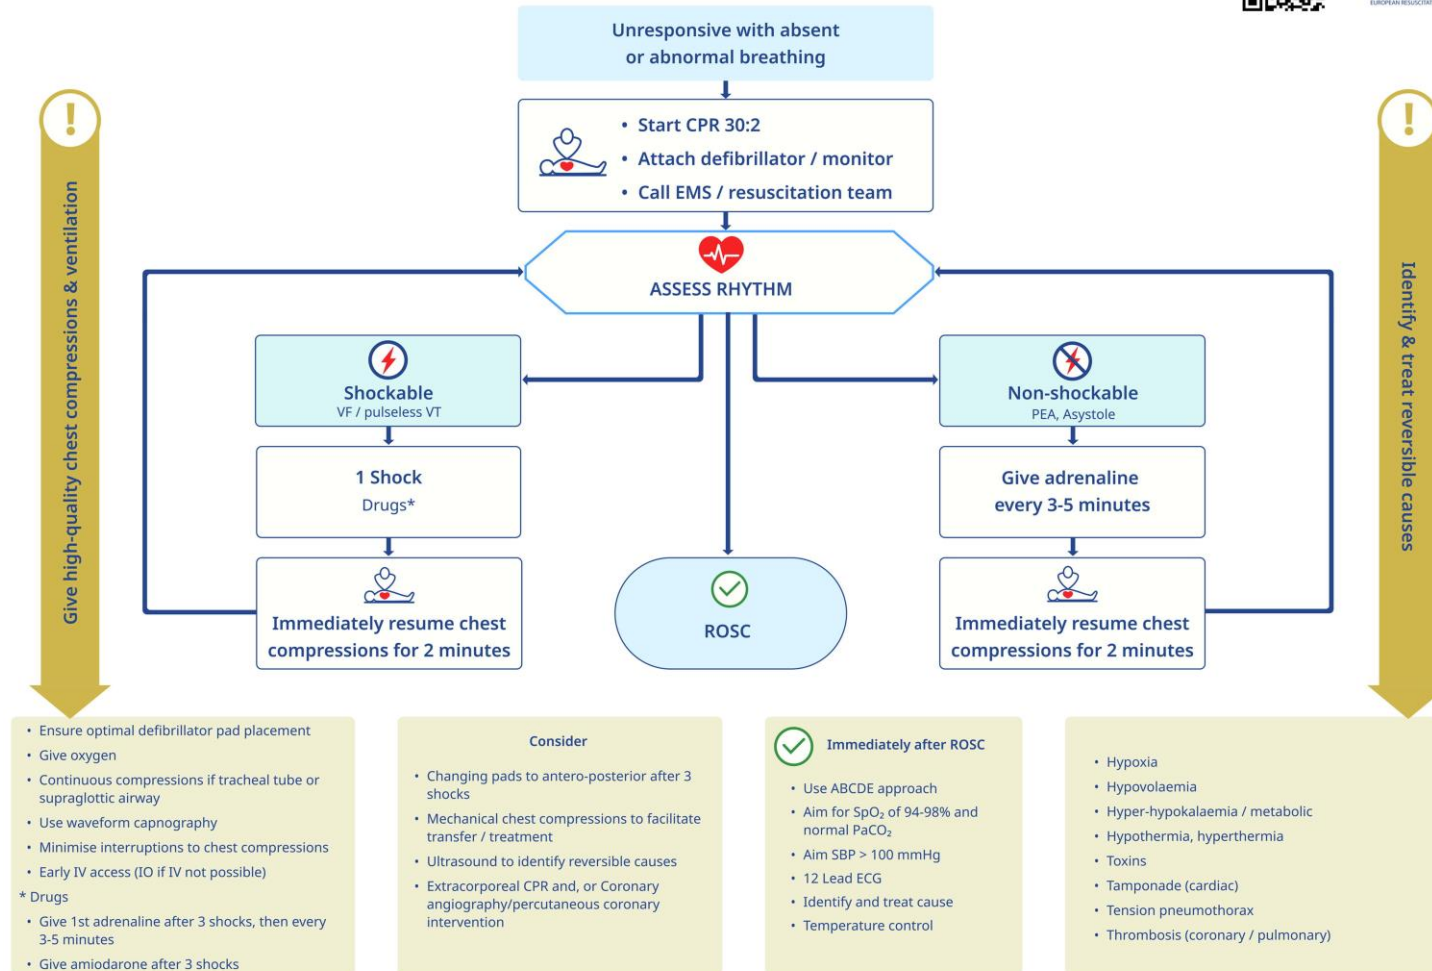 EUROPEAN RESUSCITAT
Unresponsive with absent
or abnormal breathing
• Start CPR 30:2
• Attach defibrillator / monitor
• Call EMS / resuscitation team
!
Give high-quality chest compressions & ventilation
!
Identify & treat reversible causes
ASSESS RHYTHM
Shockable
VF / pulseless VT
1 Shock
Drugs*
Immediately resume chest
compressions for 2 minutes
ROSC
Non-shockable
PEA, Asystole
Give adrenaline
every 3-5 minutes
Immediately resume chest
compressions for 2 minutes
• Ensure optimal defibrillator pad placement
• Give oxygen
• Continuous compressions if tracheal tube or
supraglottic airway
• Use waveform capnography
• Minimise interruptions to chest compressions
• Early IV access (IO if IV not possible)
* Drugs
• Give 1st adrenaline after 3 shocks, then every
3-5 minutes
• Give amiodarone after 3 shocks
Consider
• Changing pads to antero-posterior after 3
shocks
• Mechanical chest compressions to facilitate
transfer / treatment
• Ultrasound to identify reversible causes
• Extracorporeal CPR and, or Coronary
angiography/percutaneous coronary
intervention
Immediately after ROSC
• Use ABCDE approach
• Aim for SpO₂ of 94-98% and
normal PaCO₂
• Aim SBP > 100 mmHg
• 12 Lead ECG
• Identify and treat cause
• Temperature control
• Hypoxia
• Hypovolaemia
• Hyper-hypokalaemia / metabolic
• Hypothermia, hyperthermia
• Toxins
• Tamponade (cardiac)
• Tension pneumothorax
• Thrombosis (coronary / pulmonary)